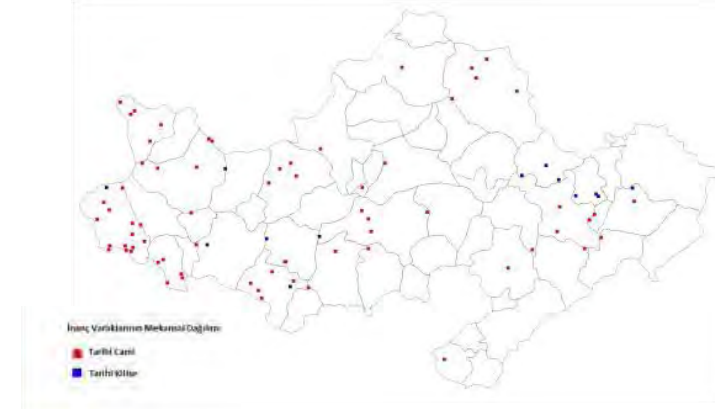 İnanç Varlıklarının Mekansal Dağılımı
Tarihi Cami
Tarihi Kilise